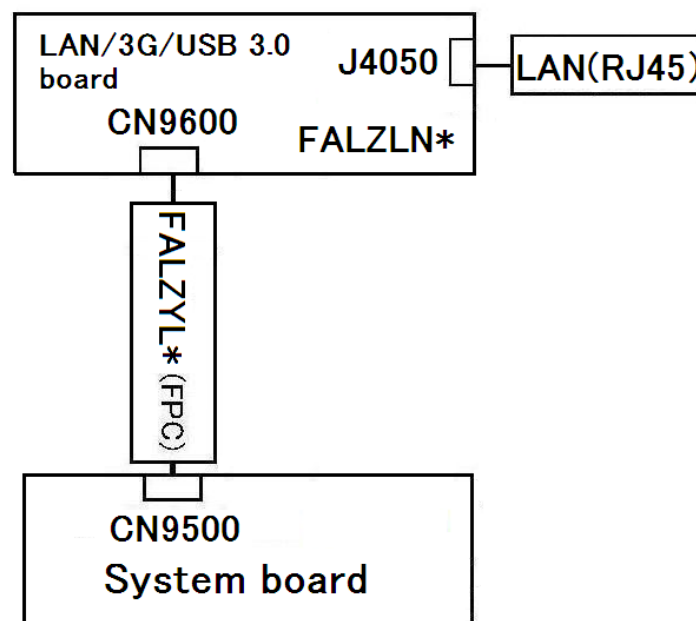 LAN/3G/USB 3.0
board
J4050
LAN(RJ45)
CN9600
FALZLN*
FALZYL*(FPC)
CN9500
System board